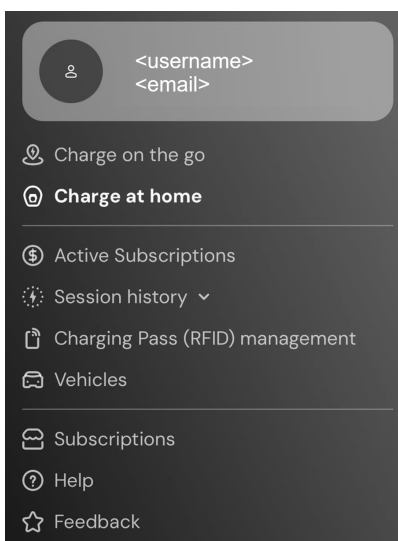 <username>
<email>
Charge on the go
Charge at home
Active Subscriptions
Session history
Charging Pass (RFID) management
Vehicles
Subscriptions
Help
Feedback